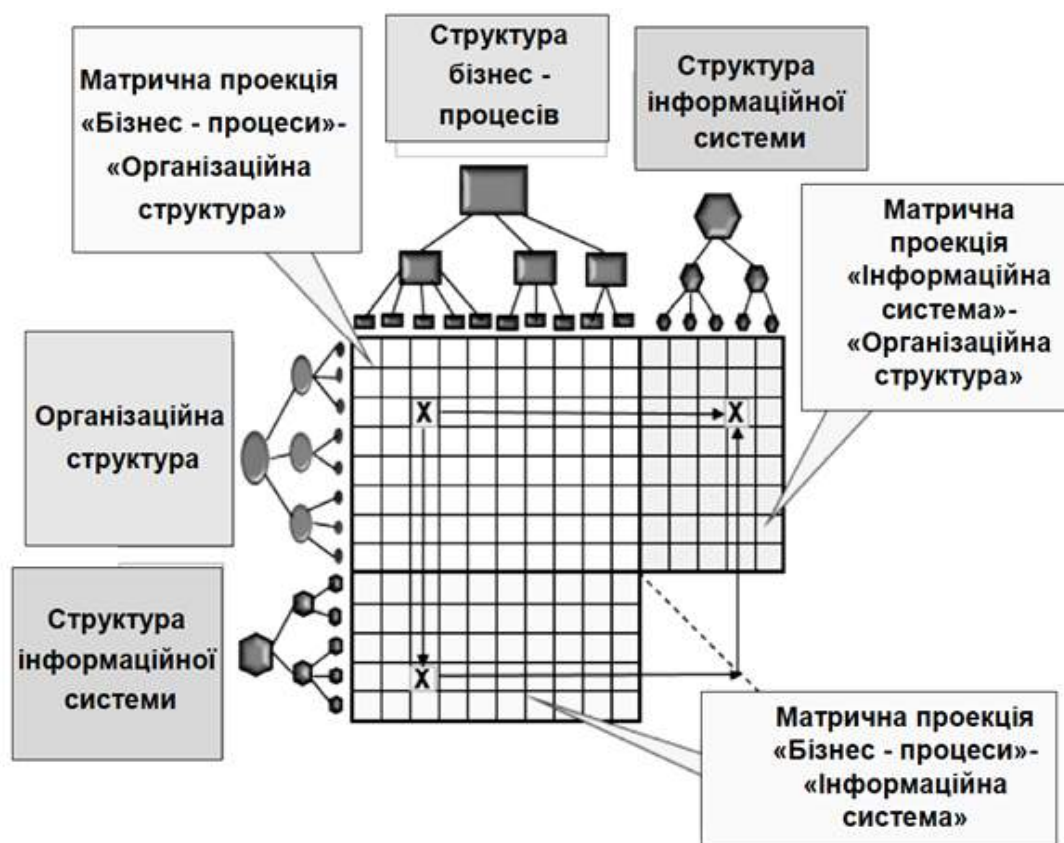 Матрична проекція
«Бізнес - процеси»-
«Організаційна
структура»
Структура
бізнес -
процесів
Структура
інформаційної
системи
Матрична
проекція
«Інформаційна
система»-
«Організаційна
структура»
Організаційна
структура
X
X
Структура
інформаційної
системи
X
Матрична проекція
«Бізнес - процеси»-
«Інформаційна
система»